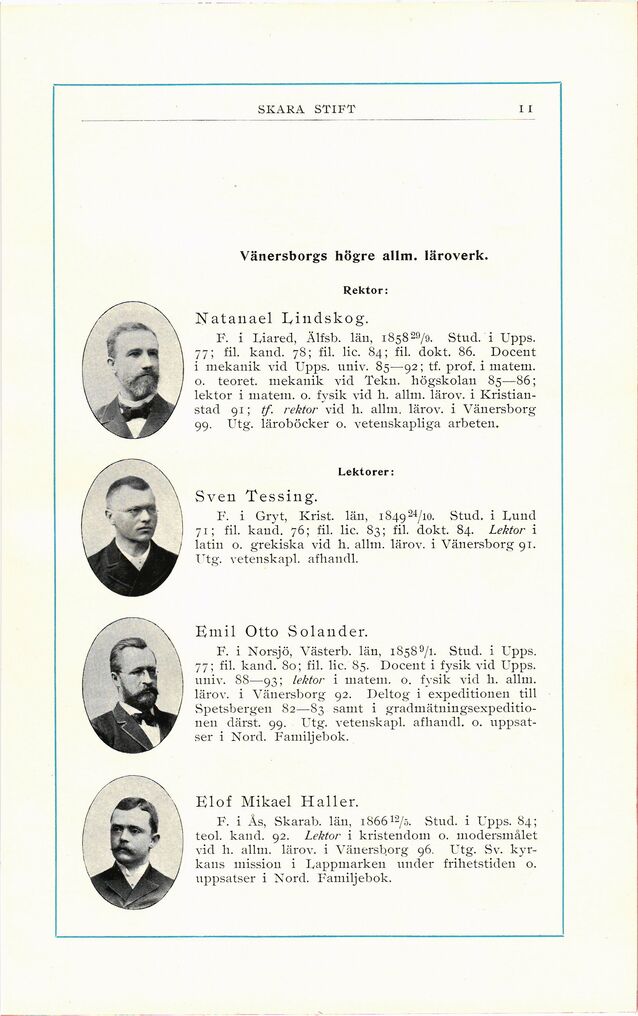 SKARA STIFT 11
Vänersborgs högre allm. läroverk.
Rektor:
Natanael Lindskog.
F. i Liared, Älfsb. län, 1858 29/9. Stud. i Upps.
77; fil. kand. 78; fil. lic. 84; fil. dokt. 86. Docent
i mekanik vid Upps. univ. 85—92; tf. prof. i matem.
o. teoret. mekanik vid Tekn. högskolan 85—86;
lektor i matem. o. fysik vid h. allm. lärov. i Kristian-
stad 91; tf. rektor vid h. allm. lärov. i Vänersborg
99. Utg. läroböcker o. vetenskapliga arbeten.
Lektorer:
Sven Tessing.
F. i Gryt, Krist. län, 1849 24/10. Stud. i Lund
71; fil. kand. 76; fil. lic. 83; fil. dokt. 84. Lektor i
latin o. grekiska vid h. allm. lärov. i Vänersborg 91.
Utg. vetenskapl. afhandl.
Emil Otto Solander.
F. i Norsjö, Västerb. län, 1858 9/1. Stud. i Upps.
77; fil. kand. 80; fil. lic. 85. Docent i fysik vid Upps.
univ. 88—93; lektor i matem. o. fysik vid h. allm.
lärov. i Vänersborg 92. Deltog i expeditionen till
Spetsbergen 82—83 samt i gradmätningsexpeditio-
nen därst. 99. Utg. vetenskapl. afhandl. o. uppsat-
ser i Nord. Familjebok.
Elof Mikael Haller.
F. i Ås, Skarab. län, 1866 12/5. Stud. i Upps. 84;
teol. kand. 92. Lektor i kristendom o. modersmålet
vid h. allm. lärov. i Vänersborg 96. Utg. Sv. kyr-
kans mission i Lappmarken under frihetstiden o.
uppsatser i Nord. Familjebok.